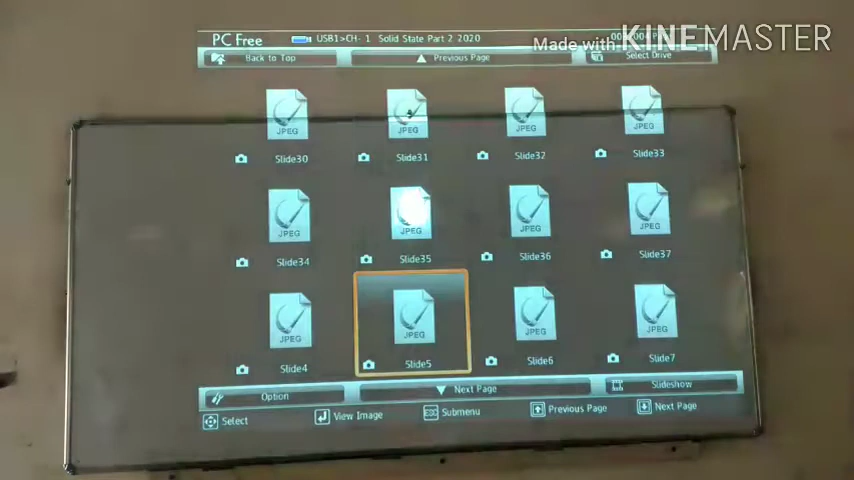 PC Free USB1>CH- 1 Solid State Part 2 2020
Made with KINEMASTER
Back to Top Previous Page Select Drive
JPEG JPEG JPEG JPEG
Slide30 Slide31 Slide32 Slide33
JPEG JPEG JPEG JPEG
Slide34 Slide35 Slide36 Slide37
JPEG JPEG JPEG JPEG
Slide4 Slide5 Slide6 Slide7
Option Next Page Slideshow
Select View Image ESC Submenu Previous Page Next Page